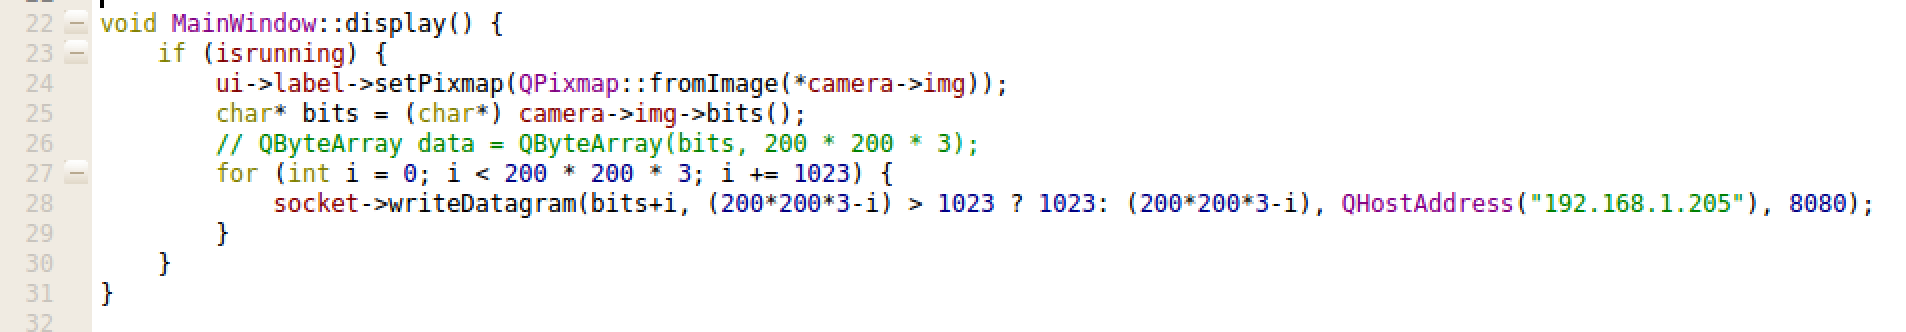 22 void MainWindow::display() {
23     if (isrunning) {
24         ui->label->setPixmap(QPixmap::fromImage(*camera->img));
25         char* bits = (char*) camera->img->bits();
26         // QByteArray data = QByteArray(bits, 200 * 200 * 3);
27         for (int i = 0; i < 200 * 200 * 3; i += 1023) {
28             socket->writeDatagram(bits+i, (200*200*3-i) > 1023 ? 1023: (200*200*3-i), QHostAddress("192.168.1.205"), 8080);
29         }
30     }
31 }
32